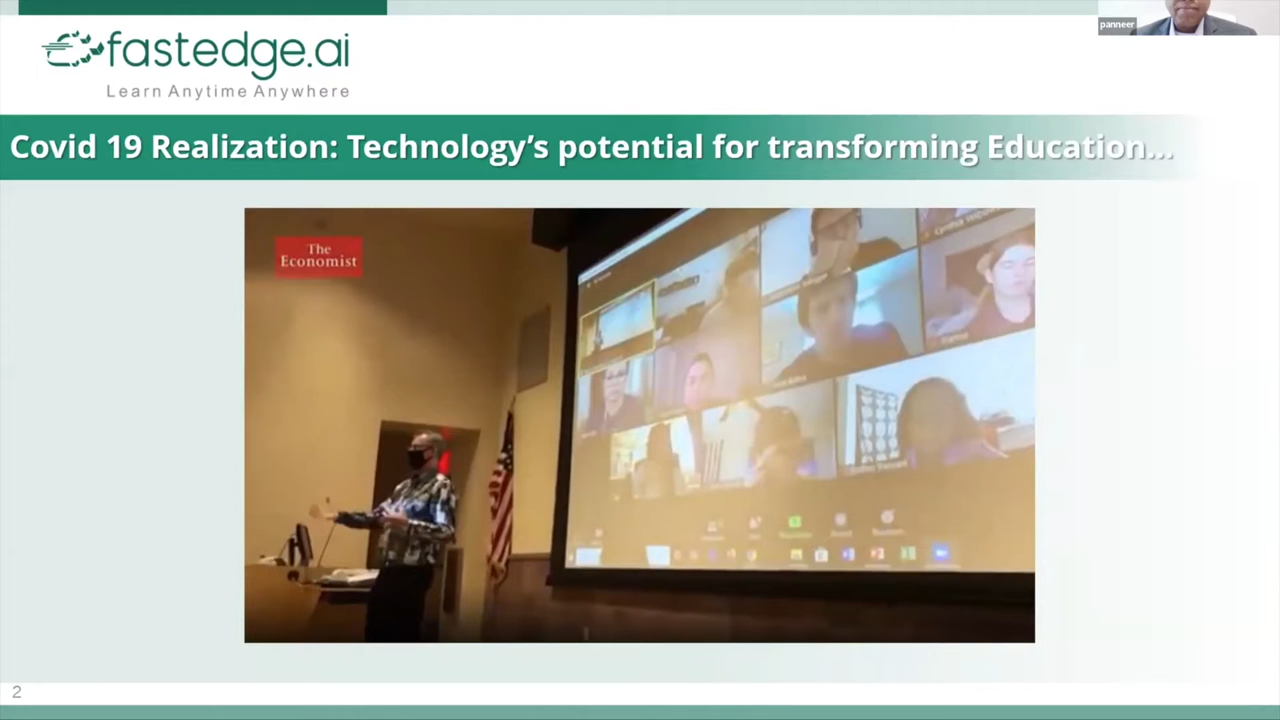 panneer
fastedge.ai
Learn Anytime Anywhere
Covid 19 Realization: Technology’s potential for transforming Education...
The
Economist
2